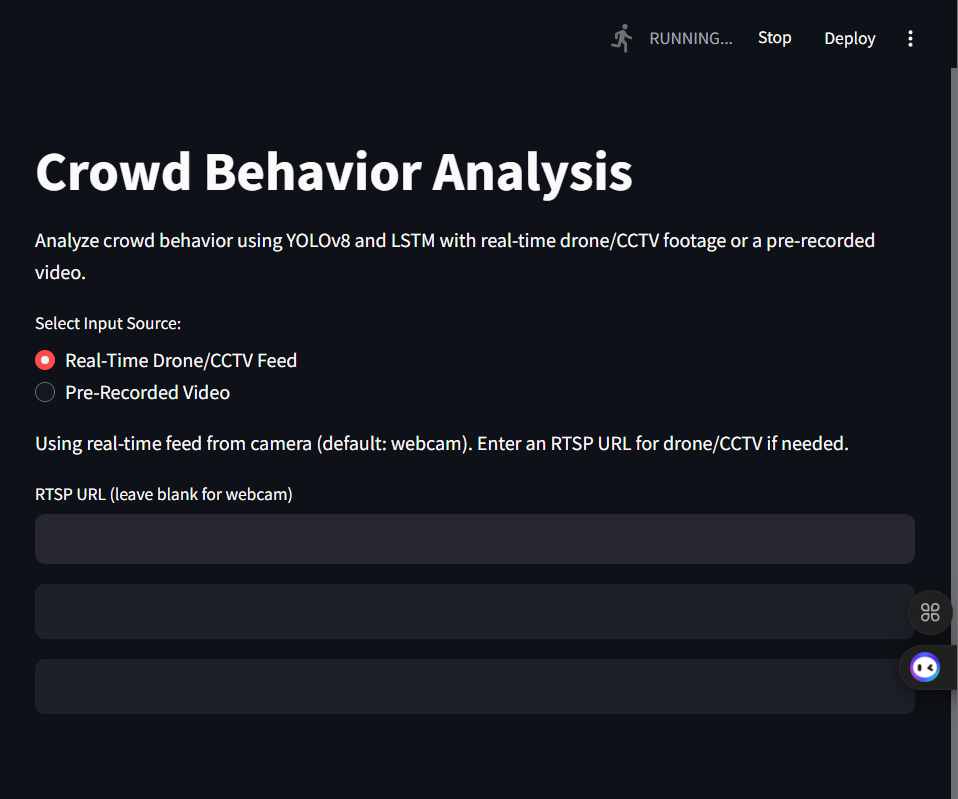 RUNNING... Stop Deploy
Crowd Behavior Analysis
Analyze crowd behavior using YOLOv8 and LSTM with real-time drone/CCTV footage or a pre-recorded
video.
Select Input Source:
Real-Time Drone/CCTV Feed
Pre-Recorded Video
Using real-time feed from camera (default: webcam). Enter an RTSP URL for drone/CCTV if needed.
RTSP URL (leave blank for webcam)